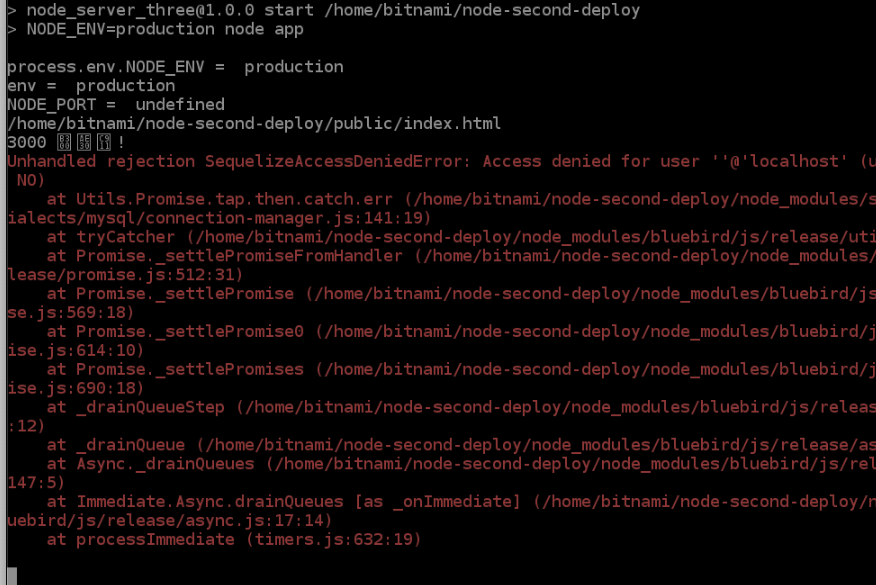 > node_server_three@1.0.0 start /home/bitnami/node-second-deploy
> NODE_ENV=production node app
process.env.NODE_ENV =  production
env =  production
NODE_PORT =  undefined
/home/bitnami/node-second-deploy/public/index.html
3000 !
Unhandled rejection SequelizeAccessDeniedError: Access denied for user ''@'localhost' (u
 NO)
    at Utils.Promise.tap.then.catch.err (/home/bitnami/node-second-deploy/node_modules/s
ialects/mysql/connection-manager.js:141:19)
    at tryCatcher (/home/bitnami/node-second-deploy/node_modules/bluebird/js/release/uti
    at Promise._settlePromiseFromHandler (/home/bitnami/node-second-deploy/node_modules/
lease/promise.js:512:31)
    at Promise._settlePromise (/home/bitnami/node-second-deploy/node_modules/bluebird/js
se.js:569:18)
    at Promise._settlePromise0 (/home/bitnami/node-second-deploy/node_modules/bluebird/j
ise.js:614:10)
    at Promise._settlePromises (/home/bitnami/node-second-deploy/node_modules/bluebird/j
ise.js:690:18)
    at _drainQueueStep (/home/bitnami/node-second-deploy/node_modules/bluebird/js/releas
:12)
    at _drainQueue (/home/bitnami/node-second-deploy/node_modules/bluebird/js/release/as
    at Async._drainQueues (/home/bitnami/node-second-deploy/node_modules/bluebird/js/rel
147:5)
    at Immediate.Async.drainQueues [as _onImmediate] (/home/bitnami/node-second-deploy/n
uebird/js/release/async.js:17:14)
    at processImmediate (timers.js:632:19)